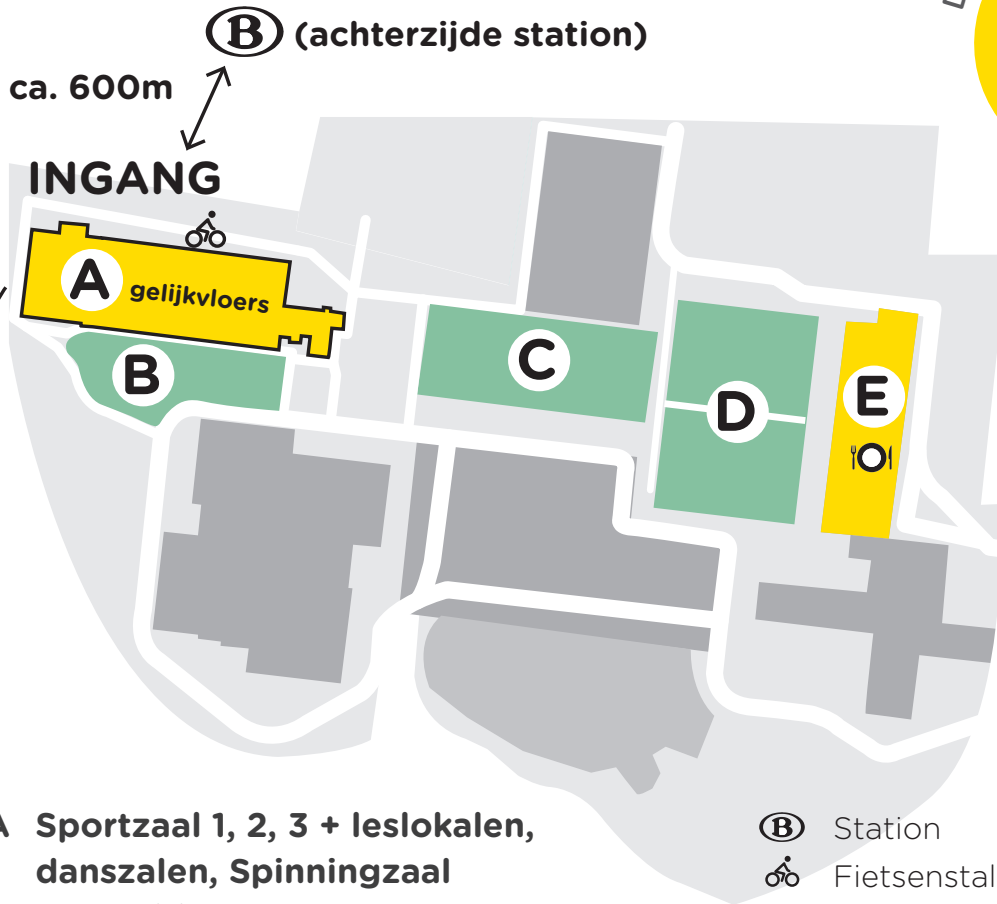 B (achterzijde station)
ca. 600m
INGANG
A gelijkvloers
B
C
D
E
A Sportzaal 1, 2, 3 + leslokalen,
danszalen, Spinningzaal
B Station
Fietsenstal